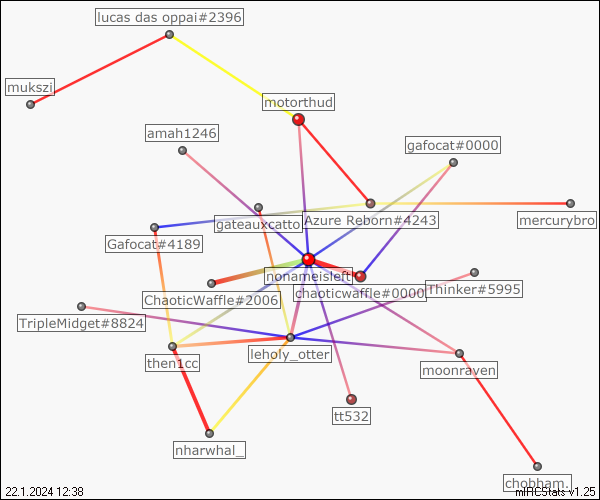 lucas das oppai#2396
mukszi
motorthud
amah1246
gafocat#0000
gateauxcatto
Azure Reborn#4243
mercurybro
Gafocat#4189
nonameisleft
chaoticwaffle#0000
Thinker#5995
ChaoticWaffle#2006
TripleMidget#8824
leholy_otter
then1cc
moonraven
tt532
nharwhal_
chobham.
22.1.2024 12:38
mIRCStats v1.25